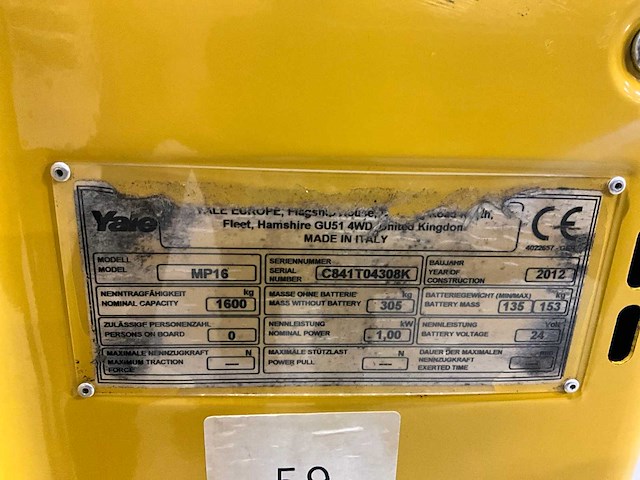 Yale
YALE EUROPE, Flagship House,
Fleet, Hamshire GU51 4WD, United Kingdom
MADE IN ITALY
CE
MODELL
MODEL
MP16
SERIENNUMMER
SERIAL NUMBER
C841T04308K
BAUJAHR
YEAR OF CONSTRUCTION
2012
NENNTRAGFÄHIGKEIT kg
NOMINAL CAPACITY
1600
MASSE OHNE BATTERIE kg
MASS WITHOUT BATTERY
305
BATTERIEGEWICHT (MIN/MAX) kg
BATTERY MASS
135 153
ZULÄSSIGE PERSONENZAHL
PERSONS ON BOARD
0
NENNLEISTUNG kW
NOMINAL POWER
1,00
NENNLEISTUNG Volt
BATTERY VOLTAGE
24
MAXIMALE NENNZUGKRAFT N
MAXIMUM TRACTION FORCE
—
MAXIMALE STÜTZLAST N
POWER PULL
—
DAUER DER MAXIMALEN
NENNZUGKRAFT
EXERTED TIME
59